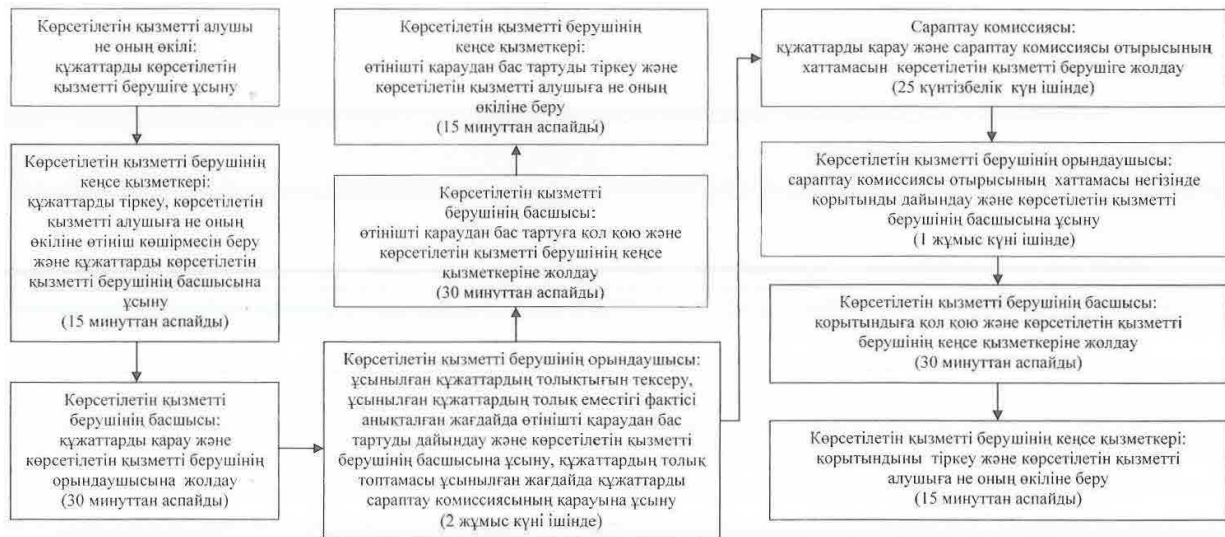 Көрсетілетін қызметті алушы
не оның өкілі:
құжаттарды көрсетілетін
қызметті берушіге ұсыну
Көрсетілетін қызметті берушінің
кеңсе қызметкері:
құжаттарды тіркеу, көрсетілетін
қызметті алушыға не оның
өкіліне өтініш көшірмесін беру
және құжаттарды көрсетілетін
қызметті берушінің басшысына
ұсыну
(15 минуттан аспайды)
Көрсетілетін қызметті
берушінің басшысы:
құжаттарды қарау және
көрсетілетін қызметті берушінің
орындаушысына жолдау
(30 минуттан аспайды)
Көрсетілетін қызметті берушінің орындаушысы:
ұсынылған құжаттардың толықтығын тексеру,
ұсынылған құжаттардың толық еместігі фактісі
анықталған жағдайда өтінішті қараудан бас
тартуды дайындау және көрсетілетін қызметті
берушінің басшысына ұсыну, құжаттардың толық
топтамасы ұсынылған жағдайда құжаттарды
сараптау комиссиясының қарауына ұсыну
(2 жұмыс күні ішінде)
Көрсетілетін қызметті
берушінің басшысы:
өтінішті қараудан бас тартуға қол қою және
көрсетілетін қызметті берушінің кеңсе
қызметкеріне жолдау
(30 минуттан аспайды)
Көрсетілетін қызметті берушінің
кеңсе қызметкері:
өтінішті қараудан бас тартуды тіркеу және
көрсетілетін қызметті алушыға не оның
өкіліне беру
(15 минуттан аспайды)
Сараптау комиссиясы:
құжаттарды қарау және сараптау комиссиясы отырысының
хаттамасын көрсетілетін қызметті берушіге жолдау
(25 күнтізбелік күн ішінде)
Көрсетілетін қызметті берушінің орындаушысы:
сараптау комиссиясы отырысының хаттамасы негізінде
қорытынды дайындау және көрсетілетін қызметті
берушінің басшысына ұсыну
(1 жұмыс күні ішінде)
Көрсетілетін қызметті берушінің басшысы:
қорытындыға қол қою және көрсетілетін қызметті
берушінің кеңсе қызметкеріне жолдау
(30 минуттан аспайды)
Көрсетілетін қызметті берушінің кеңсе қызметкері:
қорытындыны тіркеу және көрсетілетін қызметті
алушыға не оның өкіліне беру
(15 минуттан аспайды)